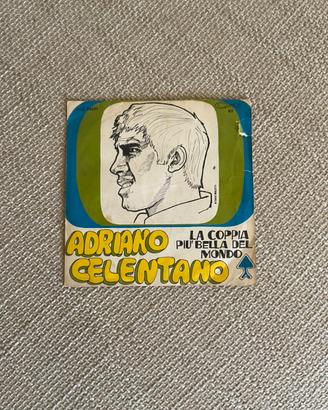 ADRIANO
CELENTANO
LA COPPIA
PIU' BELLA DEL
MONDO